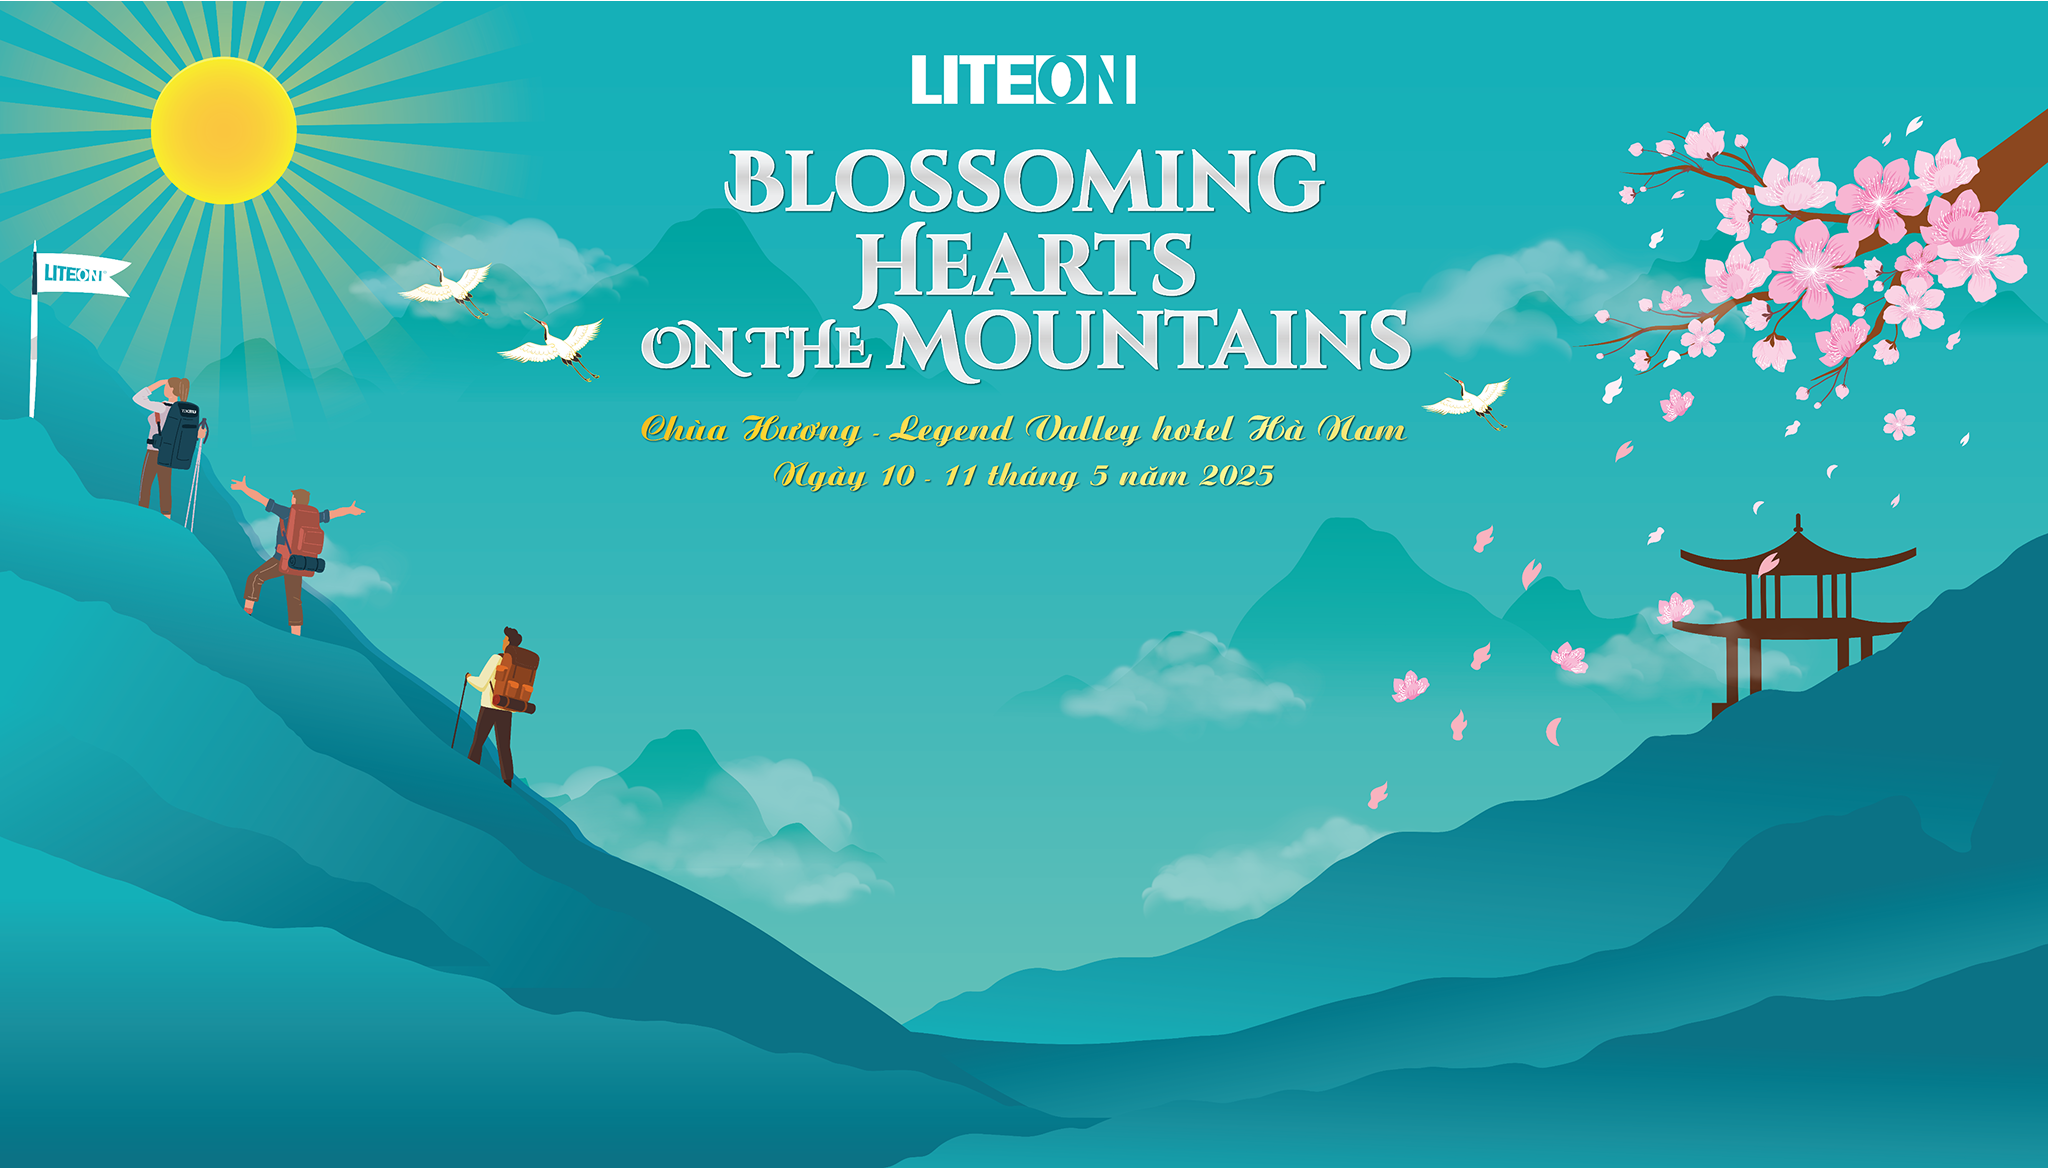 LITEON
BLOSSOMING
HEARTS
ON THE MOUNTAINS
Chùa Hương - Legend Valley hotel Hà Nam
Ngày 10 - 11 tháng 5 năm 2025
LITEON